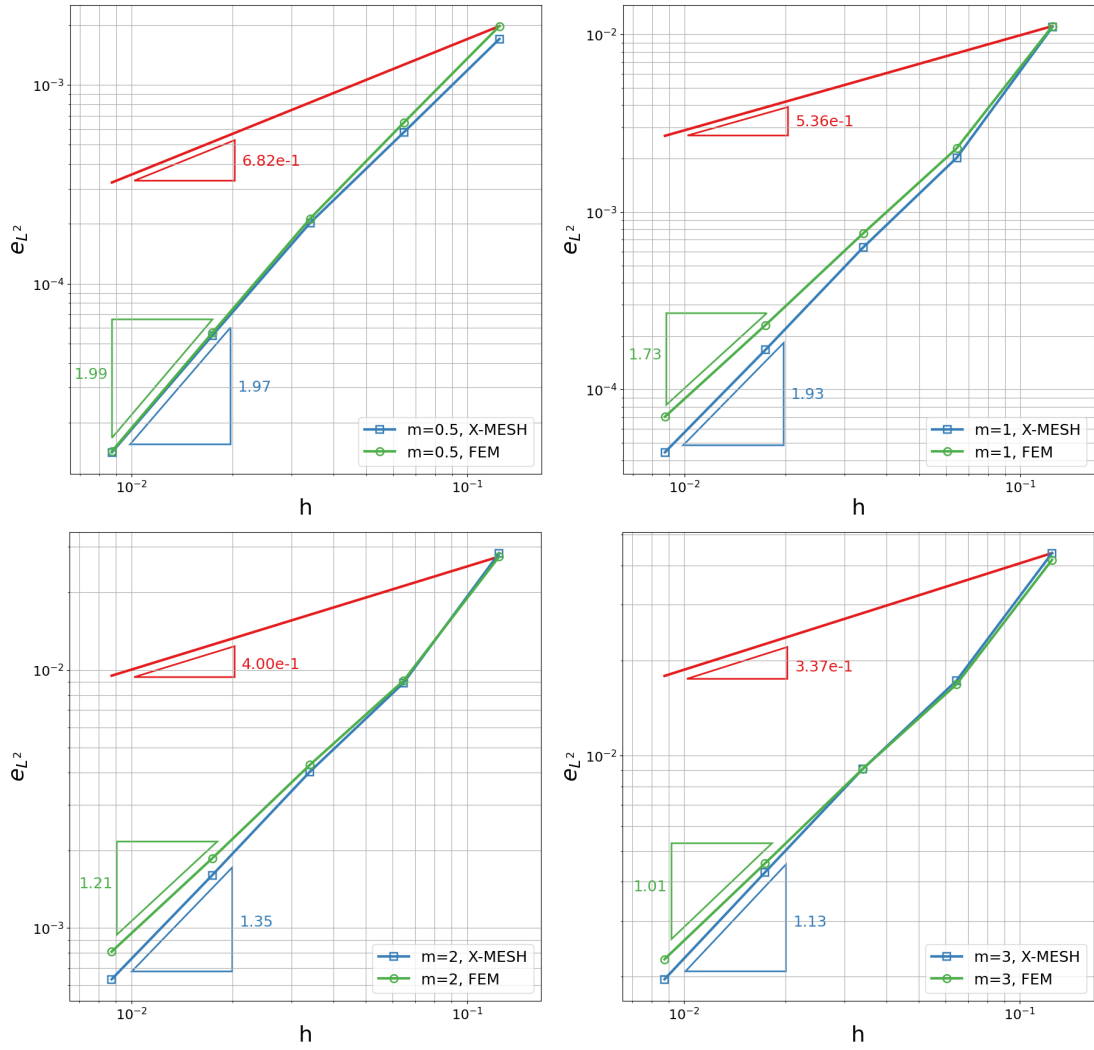 10^{-3}
10^{-4}
e_{L^2}
6.82e-1
1.99
1.97
m=0.5, X-MESH
m=0.5, FEM
10^{-2}
10^{-1}
h
10^{-2}
10^{-3}
10^{-4}
e_{L^2}
5.36e-1
1.73
1.93
m=1, X-MESH
m=1, FEM
10^{-2}
10^{-1}
h
10^{-2}
10^{-3}
e_{L^2}
4.00e-1
1.21
1.35
m=2, X-MESH
m=2, FEM
10^{-2}
10^{-1}
h
10^{-2}
e_{L^2}
3.37e-1
1.01
1.13
m=3, X-MESH
m=3, FEM
10^{-2}
10^{-1}
h